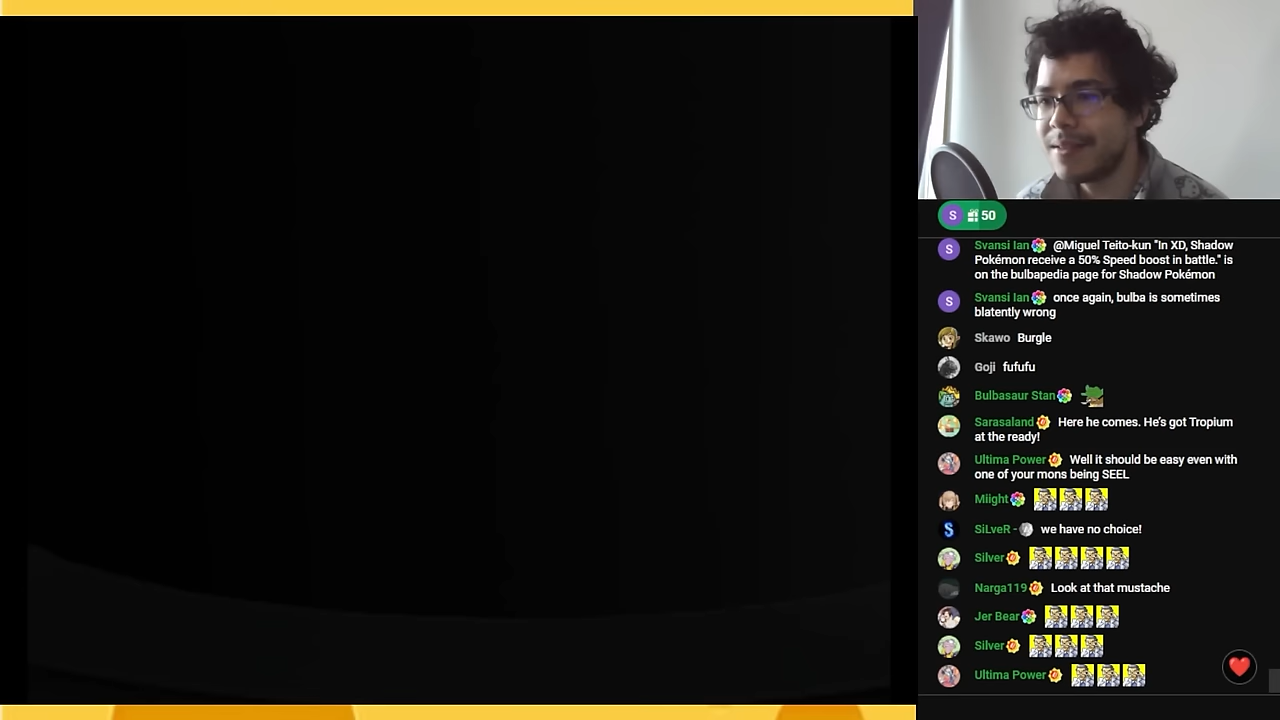 S 50
S Svansi Ian @Miguel Teito-kun "In XD, Shadow
Pokémon receive a 50% Speed boost in battle." is
on the bulbapedia page for Shadow Pokémon
S Svansi Ian once again, bulba is sometimes
blatently wrong
Skawo Burgle
Goji fufufu
Bulbasaur Stan
Sarasaland Here he comes. He's got Tropium
at the ready!
Ultima Power Well it should be easy even with
one of your mons being SEEL
Miight
S SiLveR - we have no choice!
Silver
Narga119 Look at that mustache
Jer Bear
Silver
Ultima Power